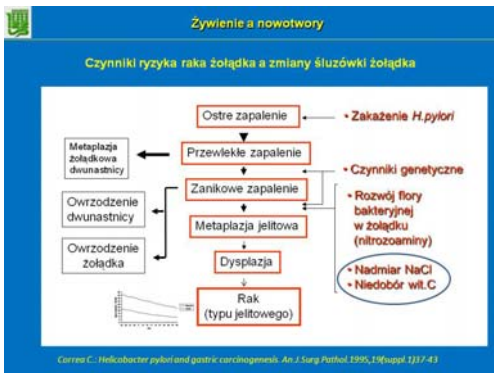 Żywienie a nowotwory
Czynniki ryzyka raka żołądka a zmiany śluzówki żołądka
Ostre zapalenie
• Zakażenie H.pylori
Metaplazja
żołądkowa
dwunastnicy
Przewlekłe zapalenie
• Czynniki genetyczne
Zanikowe zapalenie
• Rozwój flory
bakteryjnej
w żołądku
(nitrozoaminy)
Owrzodzenie
dwunastnicy
Metaplazja jelitowa
Owrzodzenie
żołądka
Dysplazja
• Nadmiar NaCl
• Niedobór wit.C
Rak
(typu jelitowego)
Correa C.: Helicobacter pylori and gastric carcinogenesis. An J.Surg.Pathol.1995,19(suppl.1)37-43